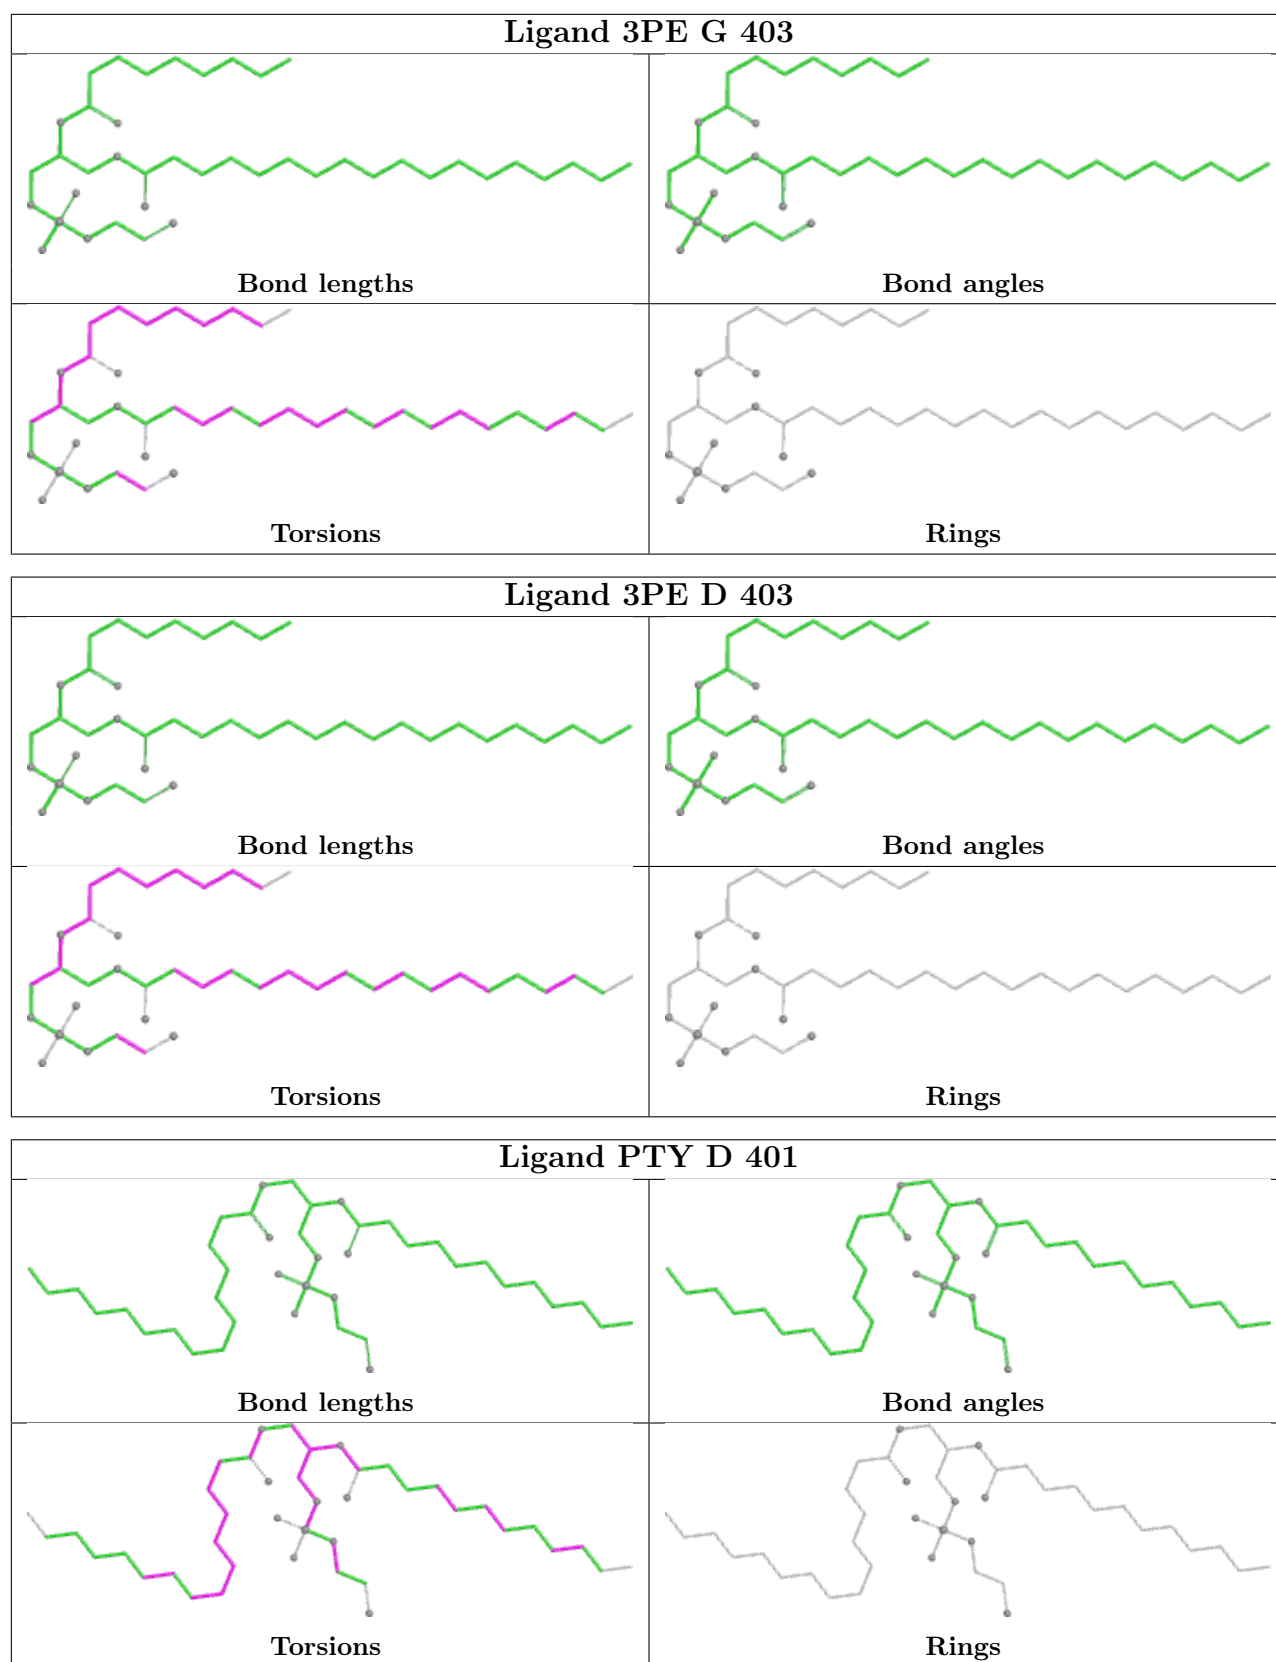 Ligand 3PE G 403
Bond lengths
Bond angles
Torsions
Rings
Ligand 3PE D 403
Bond lengths
Bond angles
Torsions
Rings
Ligand PTY D 401
Bond lengths
Bond angles
Torsions
Rings